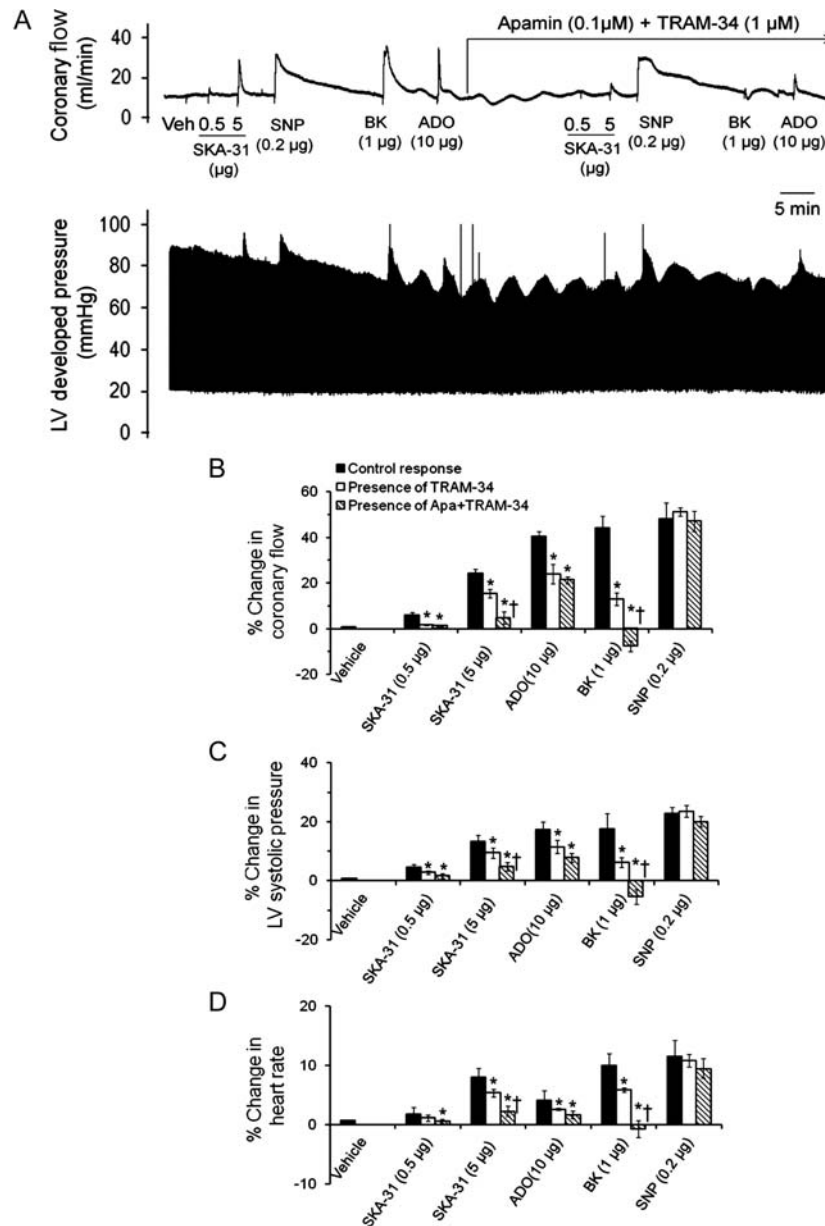 A
Coronary flow
(ml/min)
40
20
0
Apamin (0.1µM) + TRAM-34 (1 µM)
Veh 0.5 5 SNP BK ADO 0.5 5 SNP BK ADO
SKA-31 (0.2 µg) (1 µg) (10 µg) SKA-31 (0.2 µg) (1 µg) (10 µg)
(µg) (µg)
5 min
LV developed pressure
(mmHg)
100
80
60
40
20
0
B
Control response
Presence of TRAM-34
Presence of Apa+TRAM-34
% Change in
coronary flow
60
40
20
0
-20
* * * *† * * * *†
Vehicle
SKA-31 (0.5 µg)
SKA-31 (5 µg)
ADO(10 µg)
BK (1 µg)
SNP (0.2 µg)
C
% Change in
LV systolic pressure
40
20
0
-20
* * * *† * * * *†
Vehicle
SKA-31 (0.5 µg)
SKA-31 (5 µg)
ADO(10 µg)
BK (1 µg)
SNP (0.2 µg)
D
% Change in
heart rate
20
10
0
-10
* * *† * * * *†
Vehicle
SKA-31 (0.5 µg)
SKA-31 (5 µg)
ADO(10 µg)
BK (1 µg)
SNP (0.2 µg)